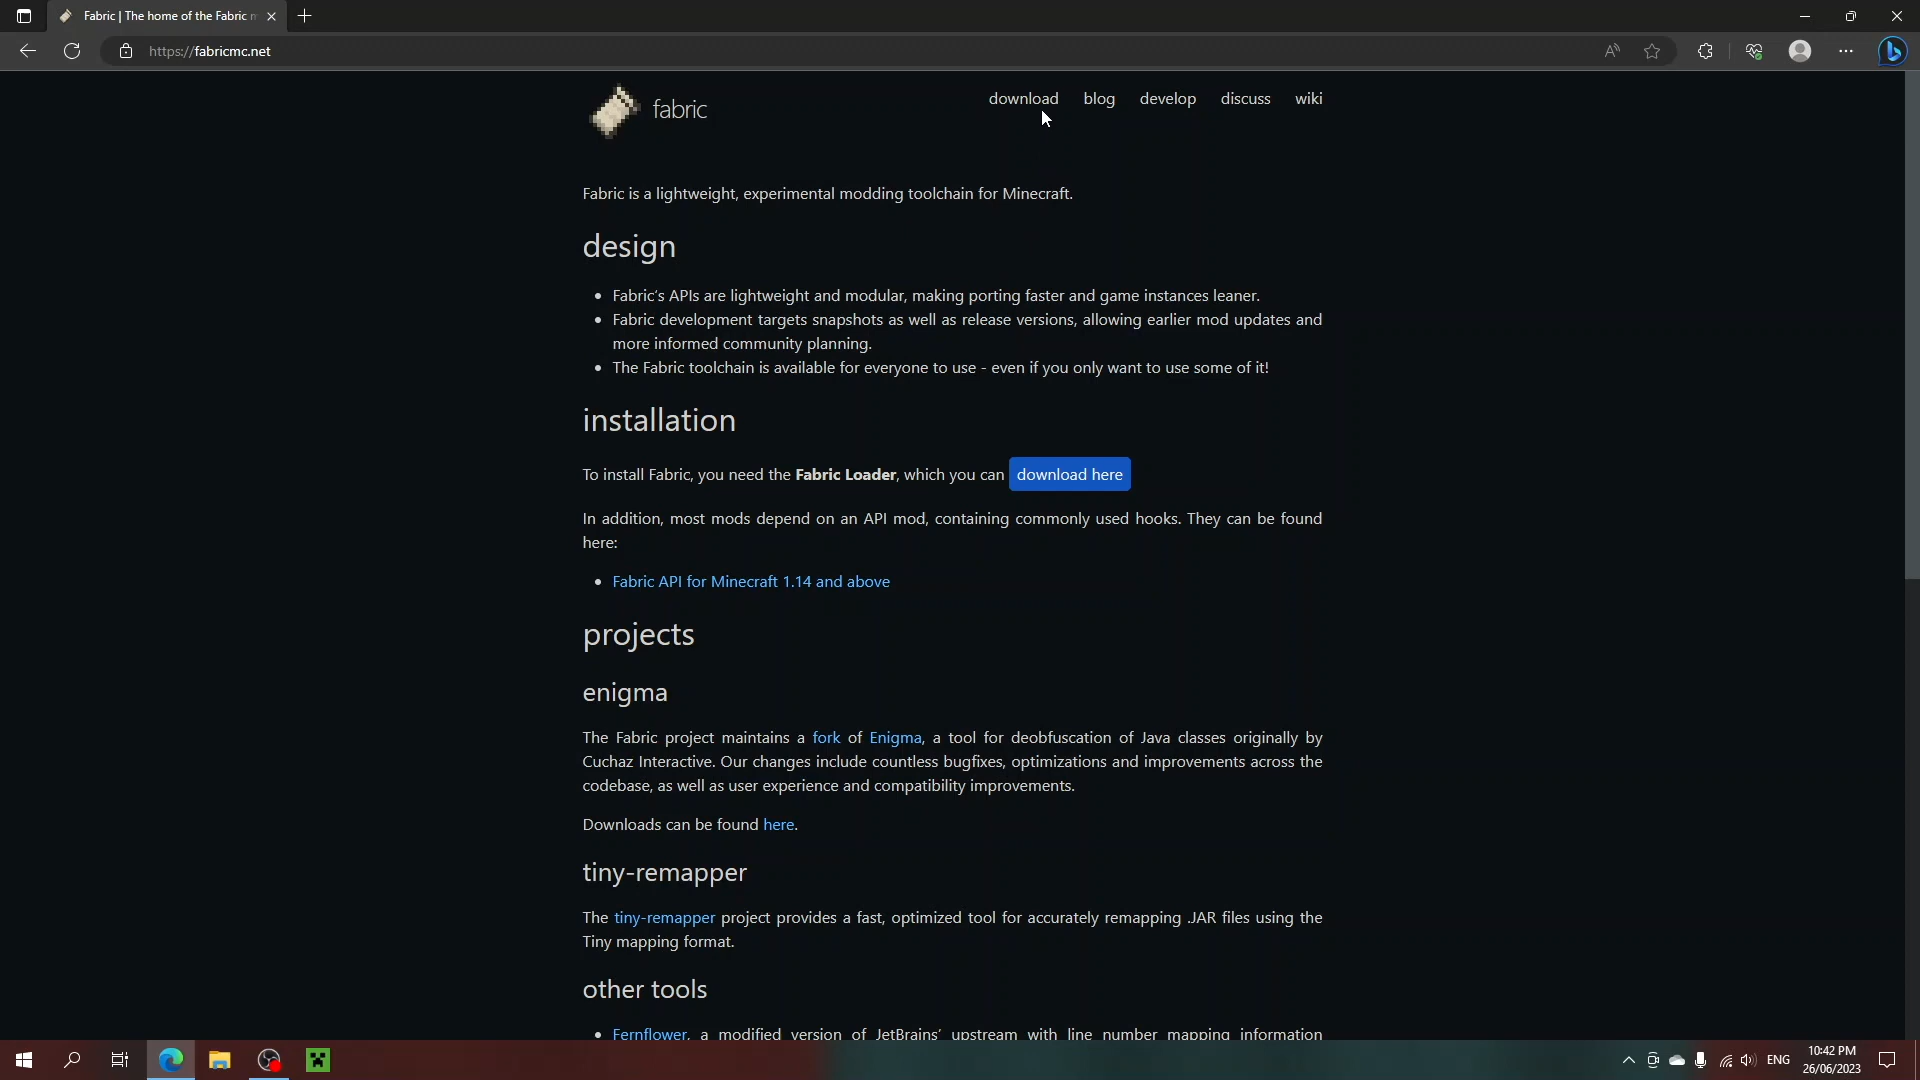 Fabric | The home of the Fabric m
https://fabricmc.net
fabric
download blog develop discuss wiki
Fabric is a lightweight, experimental modding toolchain for Minecraft.
design
• Fabric's APIs are lightweight and modular, making porting faster and game instances leaner.
• Fabric development targets snapshots as well as release versions, allowing earlier mod updates and
more informed community planning.
• The Fabric toolchain is available for everyone to use - even if you only want to use some of it!
installation
To install Fabric, you need the Fabric Loader, which you can download here
In addition, most mods depend on an API mod, containing commonly used hooks. They can be found
here:
• Fabric API for Minecraft 1.14 and above
projects
enigma
The Fabric project maintains a fork of Enigma, a tool for deobfuscation of Java classes originally by
Cuchaz Interactive. Our changes include countless bugfixes, optimizations and improvements across the
codebase, as well as user experience and compatibility improvements.
Downloads can be found here.
tiny-remapper
The tiny-remapper project provides a fast, optimized tool for accurately remapping .JAR files using the
Tiny mapping format.
other tools
• Fernflower, a modified version of JetBrains' upstream with line number mapping information
ENG
10:42 PM
26/06/2023